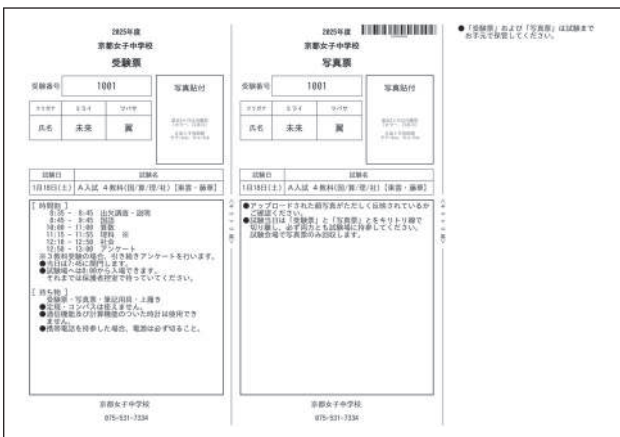 2025年度
京都女子中学校
受験票
受験番号 1001
写真貼付
フリガナ ミライ ツバサ
氏名 未来 翼
試験日 試験名
1月18日(土) A入試 4教科(国/算/理/社)【東雲・藤華】
[ 時間割 ]
8:35 - 8:45 出欠調査・説明
8:45 - 9:45 国語
10:00 - 11:00 算数
11:15 - 11:55 理科 ※
12:10 - 12:50 社会
12:50 - 13:00 アンケート
※3教科受験の場合、引き続きアンケートを行います。
●当日は7:45に開門します。
●試験場へは8:00から入場できます。
それまでは保護者控室で待っていてください。
[ 持ち物 ]
受験票・写真票・筆記用具・上履き
●定規・コンパスは使えません。
●通信機能及び計算機能のついた時計は使用でき
ません。
●携帯電話を持参した場合、電源は必ず切ること。
京都女子中学校
075-531-7334
2025年度
京都女子中学校
写真票
受験番号 1001
写真貼付
フリガナ ミライ ツバサ
氏名 未来 翼
試験日 試験名
1月18日(土) A入試 4教科(国/算/理/社)【東雲・藤華】
●アップロードされた顔写真がただしく反映されているか
ご確認ください。
●試験当日は「受験票」と「写真票」とをキリトリ線で
切り離し、必ず両方とも試験場に持参してください。
試験会場で写真票のみ回収します。
京都女子中学校
075-531-7334
●「受験票」および「写真票」は試験まで
お手元で保管してください。